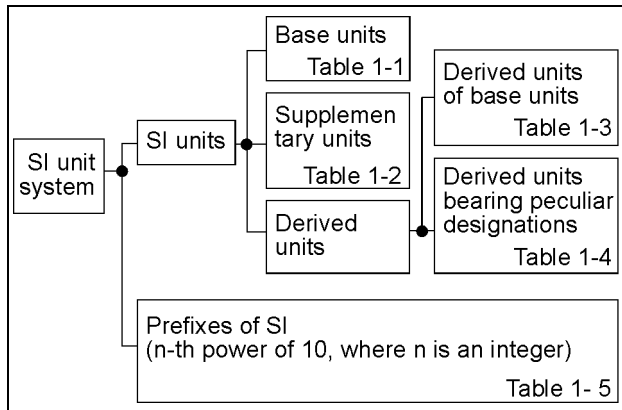 SI unit
system
SI units
Base units
Table 1-1
Supplemen
tary units
Table 1-2
Derived
units
Derived units
of base units
Table 1-3
Derived units
bearing peculiar
designations
Table 1-4
Prefixes of SI
(n-th power of 10, where n is an integer)
Table 1- 5